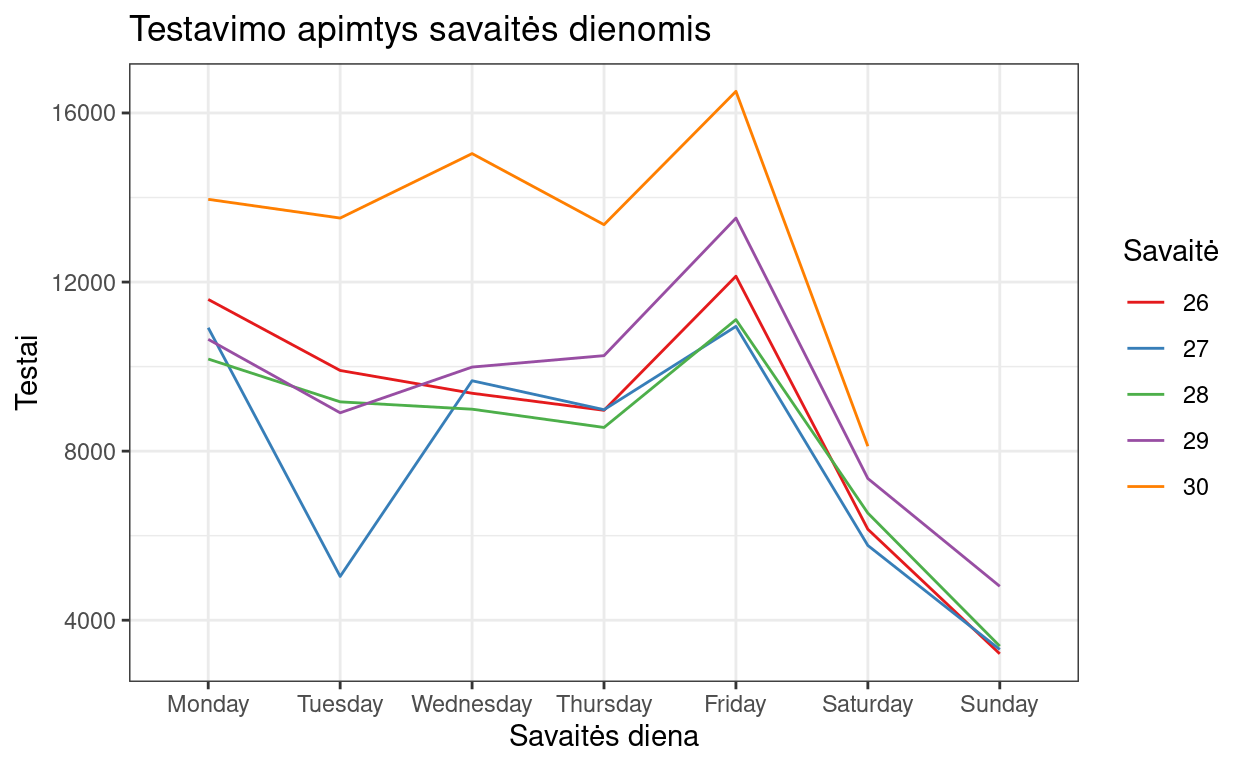 Testavimo apimtys savaitės dienomis
Testai
16000
12000
8000
4000
Monday Tuesday Wednesday Thursday Friday Saturday Sunday
Savaitės diena
Savaitė
26
27
28
29
30